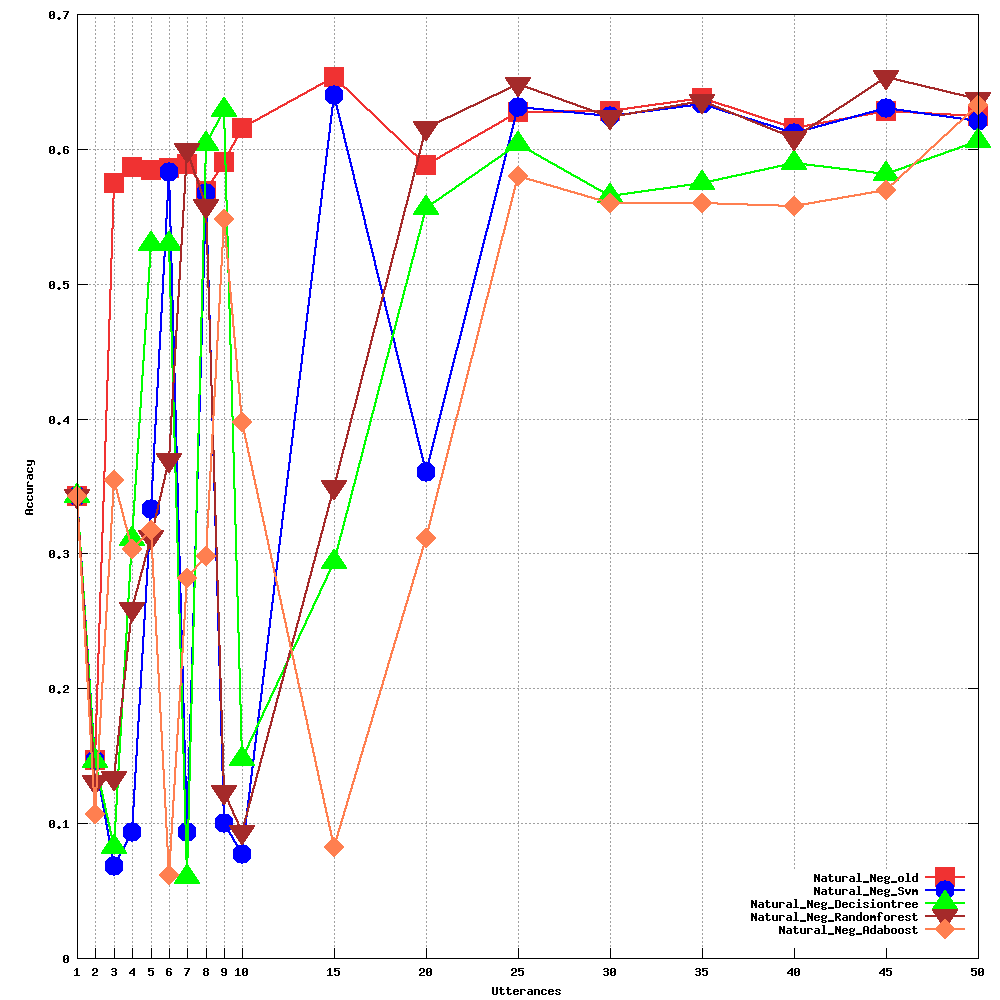 0.7
0.6
0.5
0.4
0.3
0.2
0.1
0
Accuracy
Natural_Neg_old
Natural_Neg_Svm
Natural_Neg_Decisiontree
Natural_Neg_Randomforest
Natural_Neg_Adaboost
1 2 3 4 5 6 7 8 9 10 15 20 25 30 35 40 45 50
Utterances